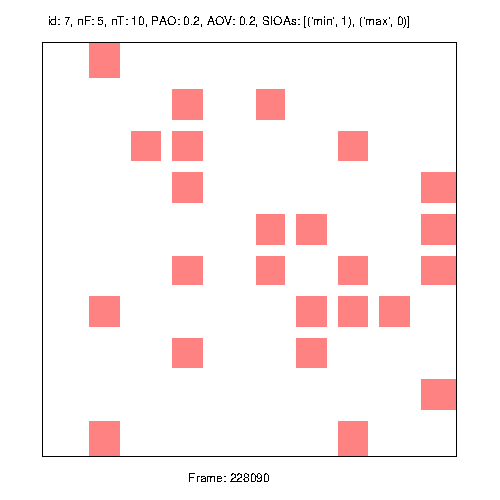 id: 7, nF: 5, nT: 10, PAO: 0.2, AOV: 0.2, SIOAs: [('min', 1), ('max', 0)]
Frame: 228090